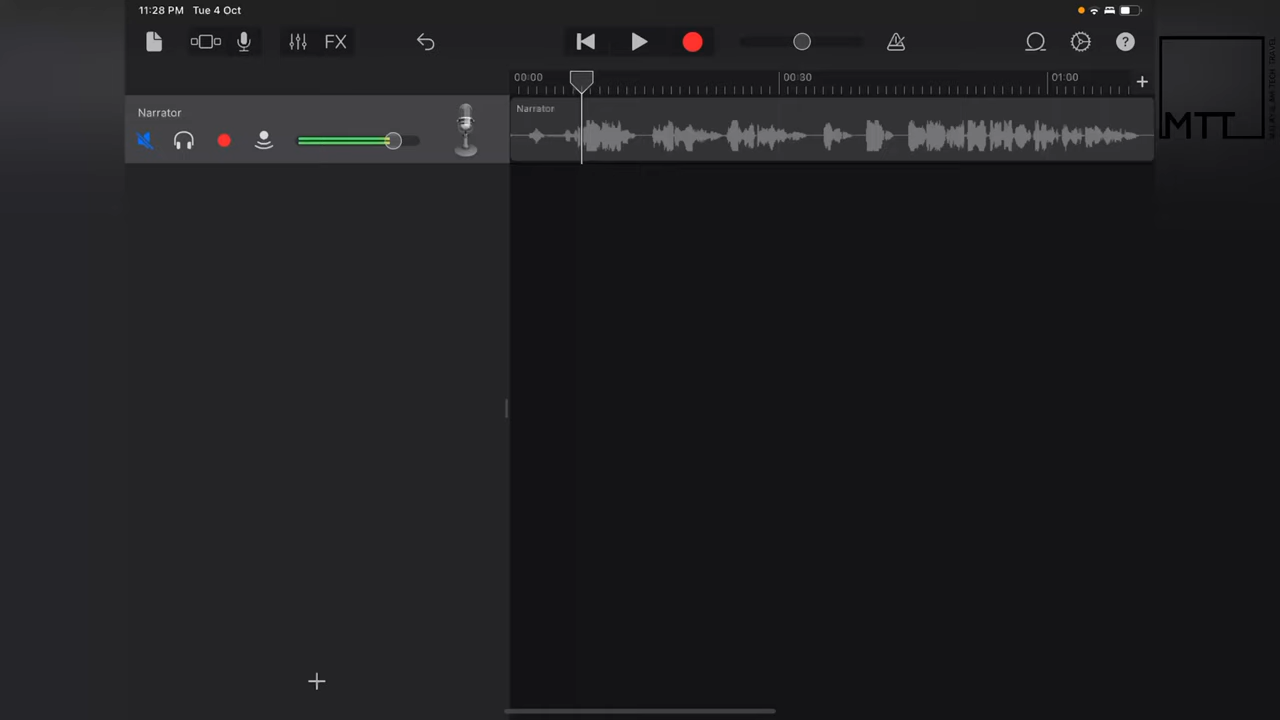 11:28 PM Tue 4 Oct
FX
?
00:00
00:30
01:00
Narrator
Narrator
MTT